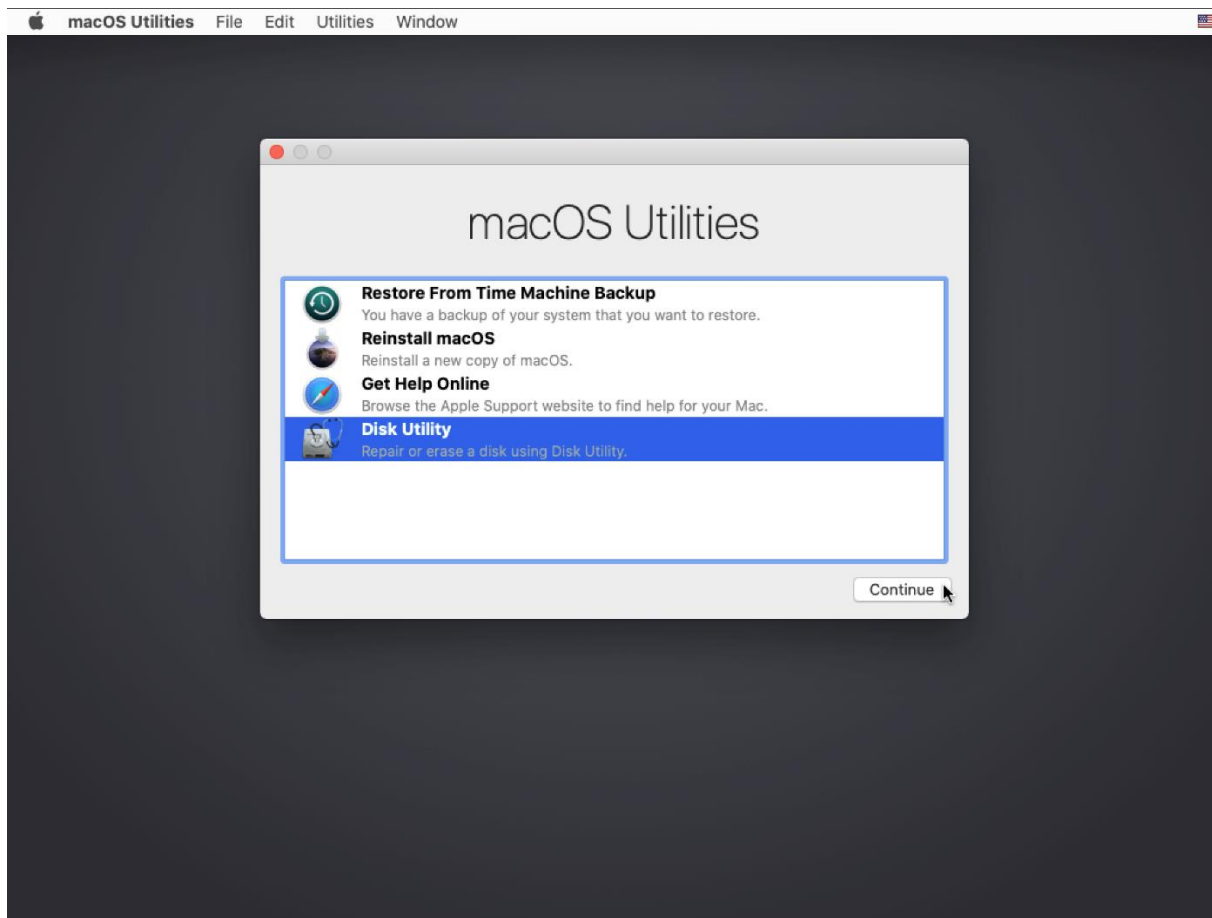 macOS Utilities File Edit Utilities Window
macOS Utilities
Restore From Time Machine Backup
You have a backup of your system that you want to restore.
Reinstall macOS
Reinstall a new copy of macOS.
Get Help Online
Browse the Apple Support website to find help for your Mac.
Disk Utility
Repair or erase a disk using Disk Utility.
Continue